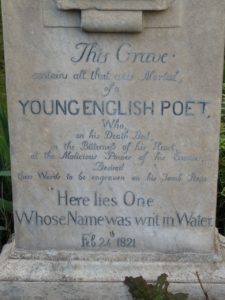 This Grave
contains all that was Mortal,
of a
YOUNG ENGLISH POET,
Who,
on his Death Bed,
in the Bitterness of his Heart,
at the Malicious Power of his Enemies,
Desired
these Words to be engraven on his Tomb Stone
"Here lies One
Whose Name was writ in Water."
Feb 24th 1821